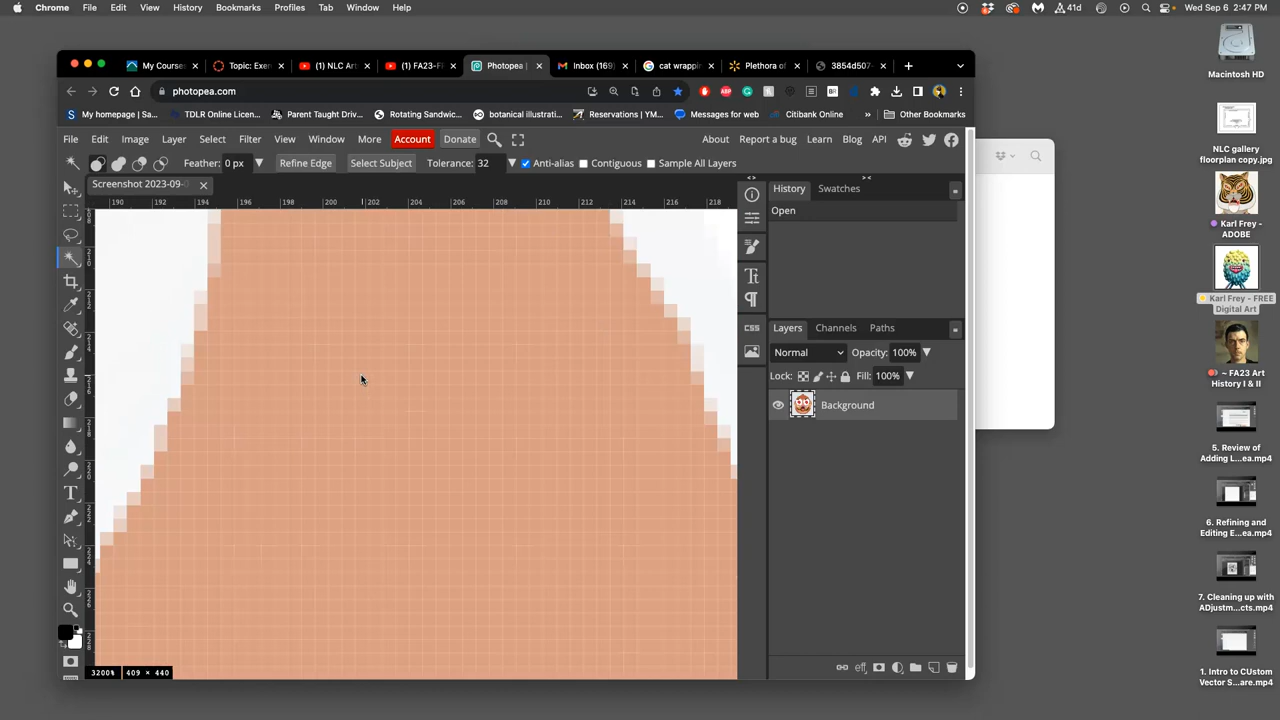 Chrome File Edit View History Bookmarks Profiles Tab Window Help 41d Wed Sep 6 2:47 PM
My Courses Topic: Exer (1) NLC Art (1) FA23-F Photopea | Inbox (169) cat wrappin Plethora of 3854d507-
photopea.com
My homepage | Sa... TDLR Online Licen... Parent Taught Driv... Rotating Swirling
botanical illustrati... Reservations | YM... Messages for web Citibank Online » Other Bookmarks
File Edit Image Layer Select Filter View Window More Account Donate About Report a bug Learn Blog API
Feather: 0 px Refine Edge Select Subject Tolerance: 32 Anti-alias Contiguous Sample All Layers
Screenshot 2023-09-0
190 192 194 196 198 200 202 204 206 208 210 212 214 216 218
History Swatches
Open
CSS
Layers Channels Paths
Normal Opacity: 100%
Lock: Fill: 100%
Background
eff
3200% 409 × 440
Macintosh HD
NLC gallery
floorplan copy.jpg
Karl Frey -
ADOBE
Karl Frey - FREE
Digital Art
~ FA23 Art
History I & II
5. Review of
Adding L...ea.mp4
6. Refining and
Editing E...ea.mp4
7. Cleaning up with
ADjustm...cts.mp4
1. Intro to CUstom
Vector S...are.mp4